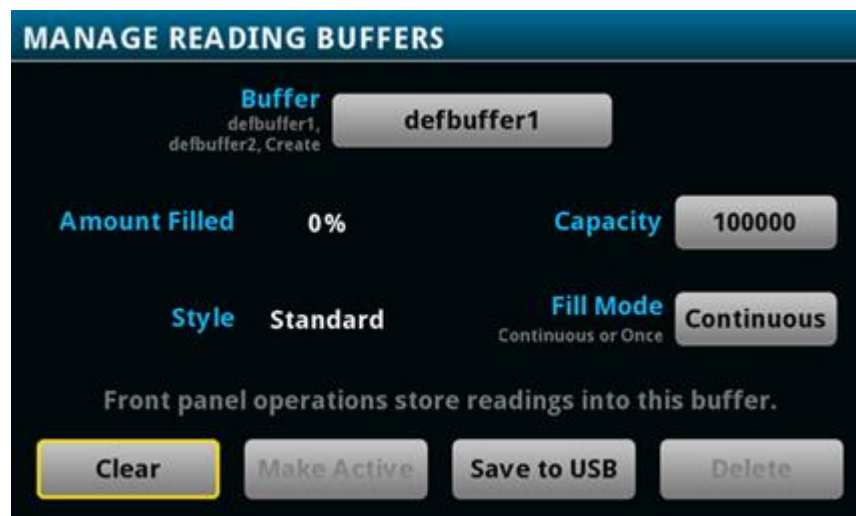 MANAGE READING BUFFERS
Buffer
defbuffer1,
defbuffer2, Create
defbuffer1
Amount Filled 0% Capacity 100000
Style Standard Fill Mode
Continuous or Once
Continuous
Front panel operations store readings into this buffer.
Clear Make Active Save to USB Delete